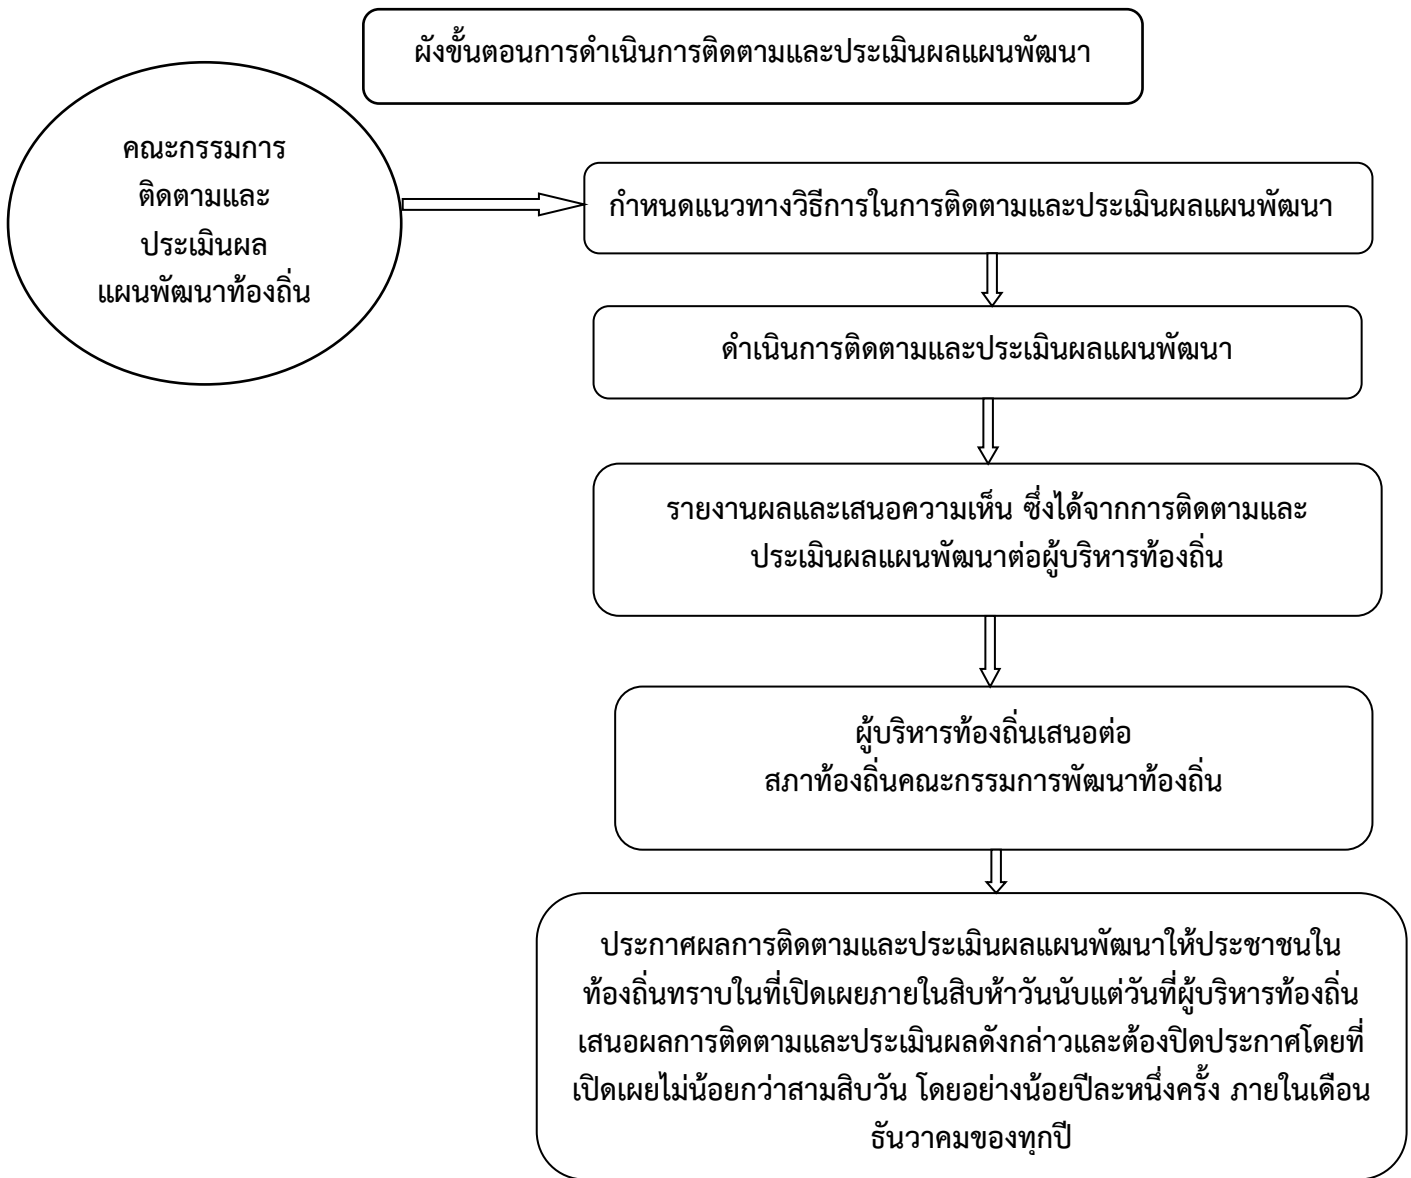 ผังขั้นตอนการดำเนินการติดตามและประเมินผลแผนพัฒนา
คณะกรรมการ
ติดตามและ
ประเมินผล
แผนพัฒนาท้องถิ่น
กำหนดแนวทางวิธีการในการติดตามและประเมินผลแผนพัฒนา
ดำเนินการติดตามและประเมินผลแผนพัฒนา
รายงานผลและเสนอความเห็น ซึ่งได้จากการติดตามและ
ประเมินผลแผนพัฒนาต่อผู้บริหารท้องถิ่น
ผู้บริหารท้องถิ่นเสนอต่อ
สภาท้องถิ่นคณะกรรมการพัฒนาท้องถิ่น
ประกาศผลการติดตามและประเมินผลแผนพัฒนาให้ประชาชนใน
ท้องถิ่นทราบในที่เปิดเผยภายในสิบห้าวันนับแต่วันที่ผู้บริหารท้องถิ่น
เสนอผลการติดตามและประเมินผลดังกล่าวและต้องปิดประกาศโดยที่
เปิดเผยไม่น้อยกว่าสามสิบวัน โดยอย่างน้อยปีละหนึ่งครั้ง ภายในเดือน
ธันวาคมของทุกปี